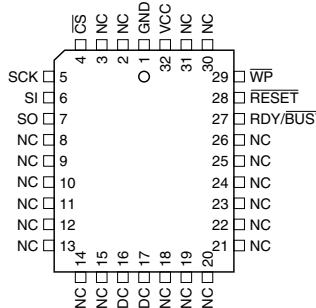 CS NC NC GND VCC NC NC
4 3 2 1 32 31 30
SCK 5 29 WP
SI 6 28 RESET
SO 7 27 RDY/BUS
NC 8 26 NC
NC 9 25 NC
NC 10 24 NC
NC 11 23 NC
NC 12 22 NC
NC 13 21 NC
14 15 16 17 18 19 20
NC NC DC DC NC NC NC